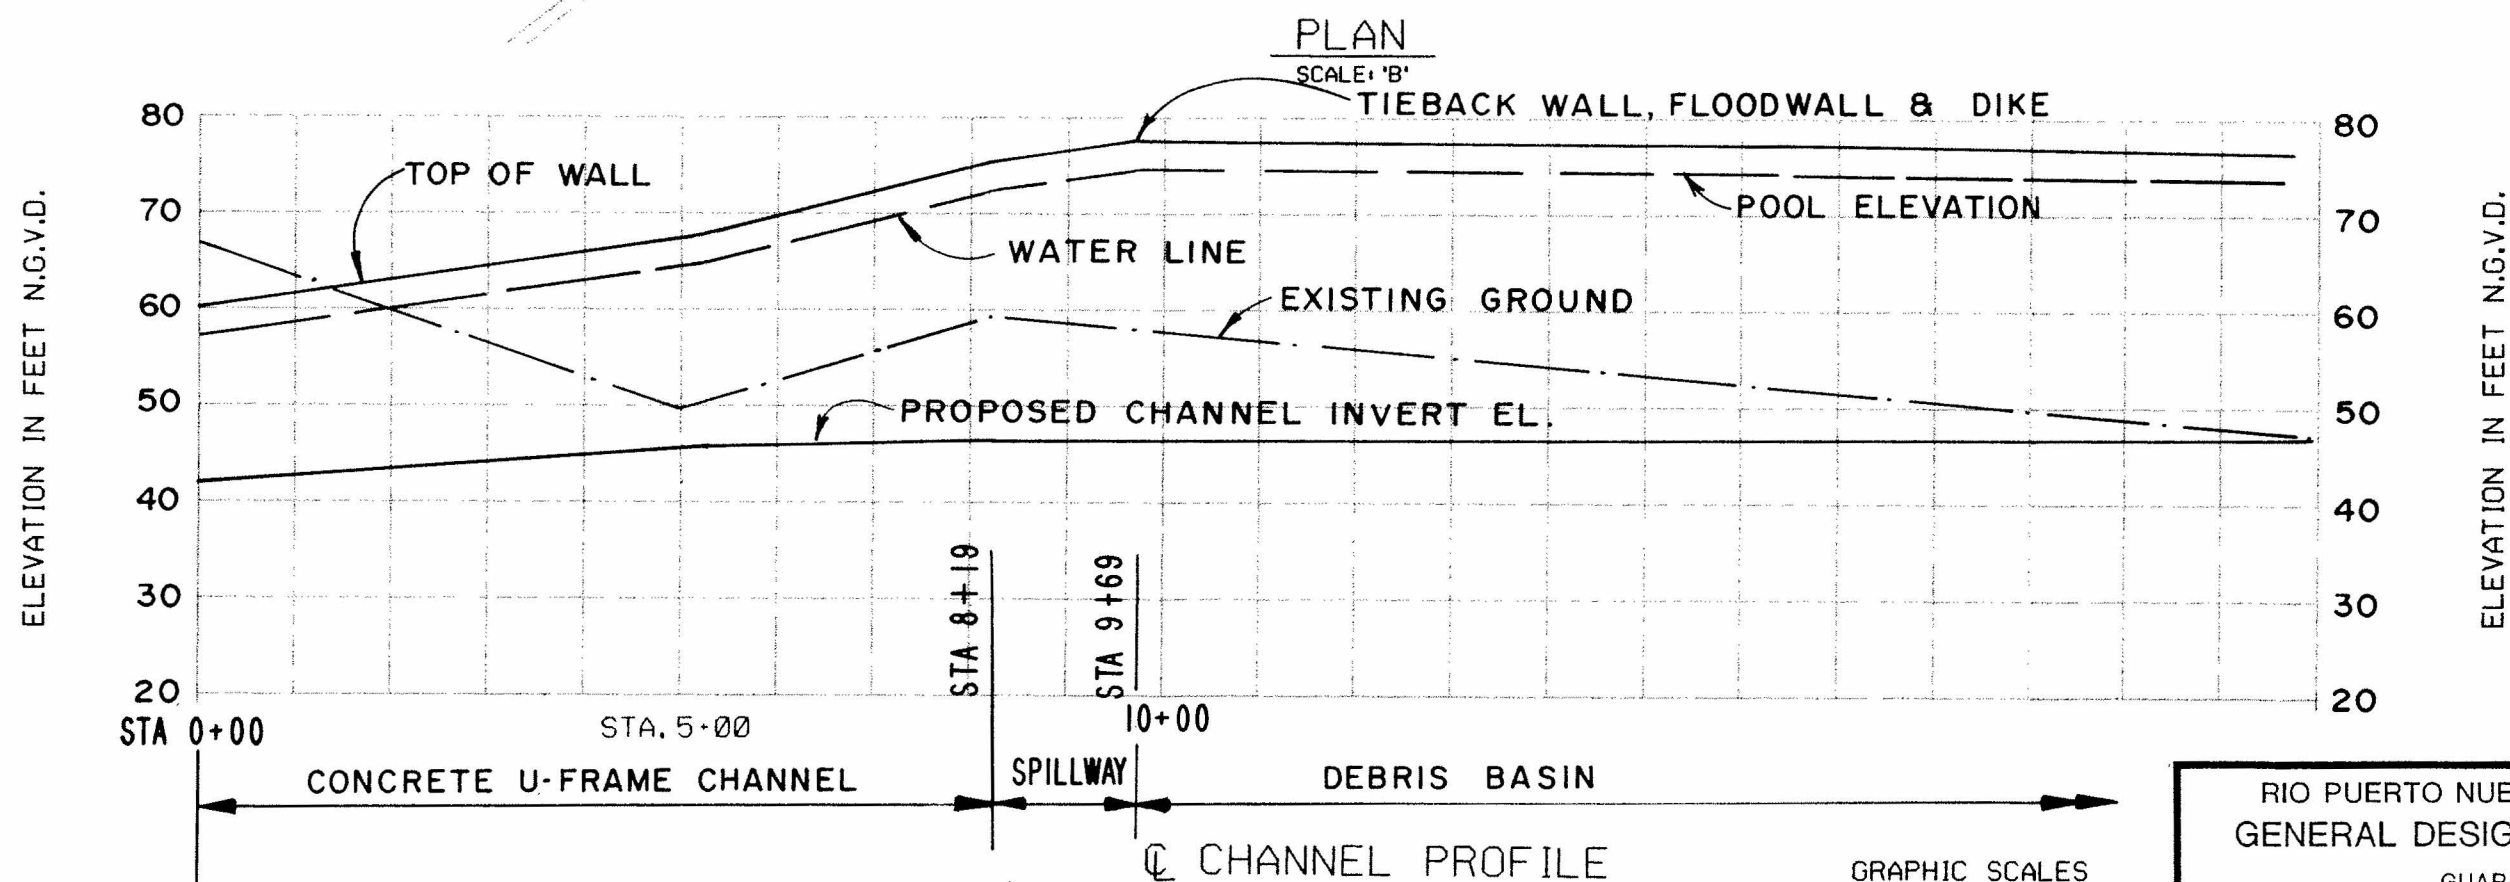 PLAN
SCALE: 'B'
TIEBACK WALL, FLOODWALL & DIKE
TOP OF WALL
POOL ELEVATION
WATER LINE
EXISTING GROUND
PROPOSED CHANNEL INVERT EL.
ELEVATION IN FEET N.G.V.D.
80
70
60
50
40
30
20
80
70
60
50
40
30
20
ELEVATION IN FEET N.G.V.D.
STA 8+19
STA 9+69
STA 0+00
STA. 5+00
10+00
CONCRETE U-FRAME CHANNEL
SPILLWAY
DEBRIS BASIN
℄ CHANNEL PROFILE
GRAPHIC SCALES
RIO PUERTO NUE
GENERAL DESIG